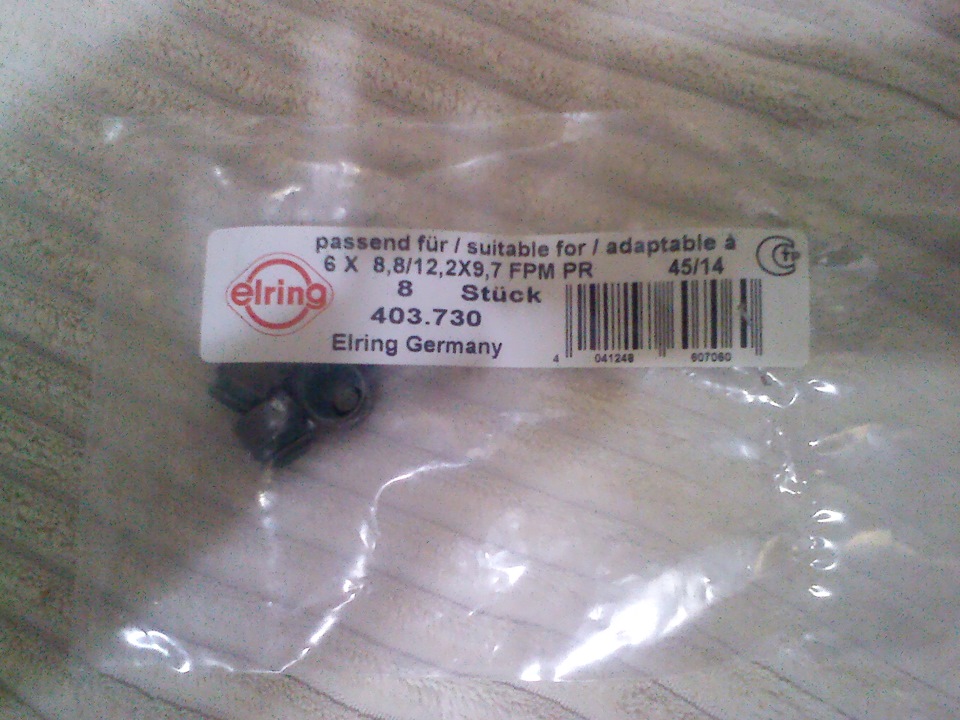 passend für / suitable for / adaptable à
6 X 8,8/12,2X9,7 FPM PR 45/14
elring
8 Stück
403.730
Elring Germany
4 041248 607060